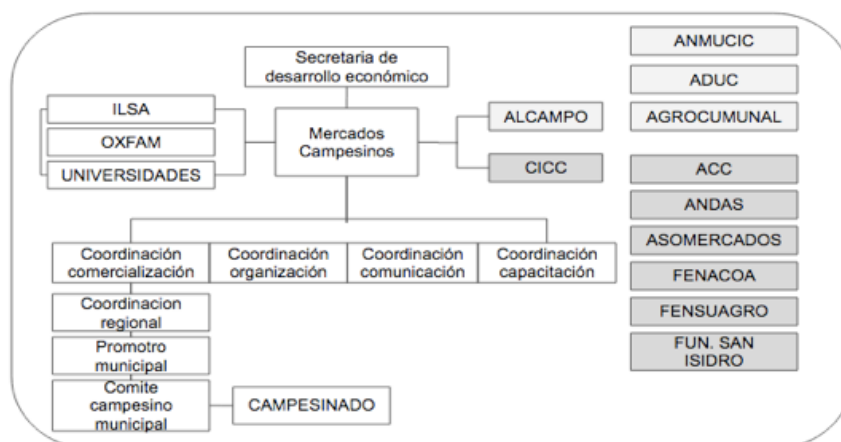 Secretaria de
desarrollo económico
ILSA
OXFAM
UNIVERSIDADES
Mercados
Campesinos
ALCAMPO
CICC
ANMUCIC
ADUC
AGROCUMUNAL
ACC
ANDAS
ASOMERCADOS
FENACOA
FENSUAGRO
FUN. SAN
ISIDRO
Coordinación
comercialización
Coordinación
organización
Coordinación
comunicación
Coordinación
capacitación
Coordinacion
regional
Promotro
municipal
Comite
campesino
municipal
CAMPESINADO